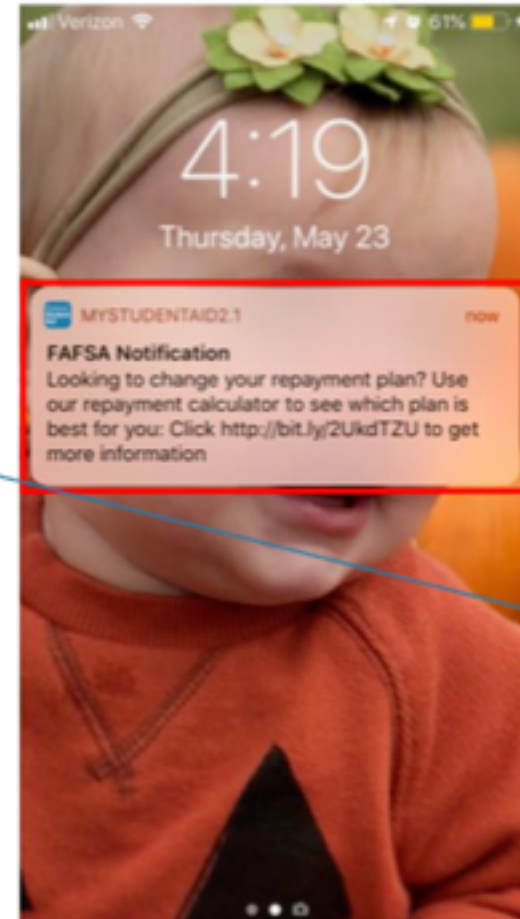 Verizon 61%
4:19
Thursday, May 23
MYSTUDENTAID2.1 now
FAFSA Notification
Looking to change your repayment plan? Use
our repayment calculator to see which plan is
best for you: Click http://bit.ly/2UkdTZU to get
more information